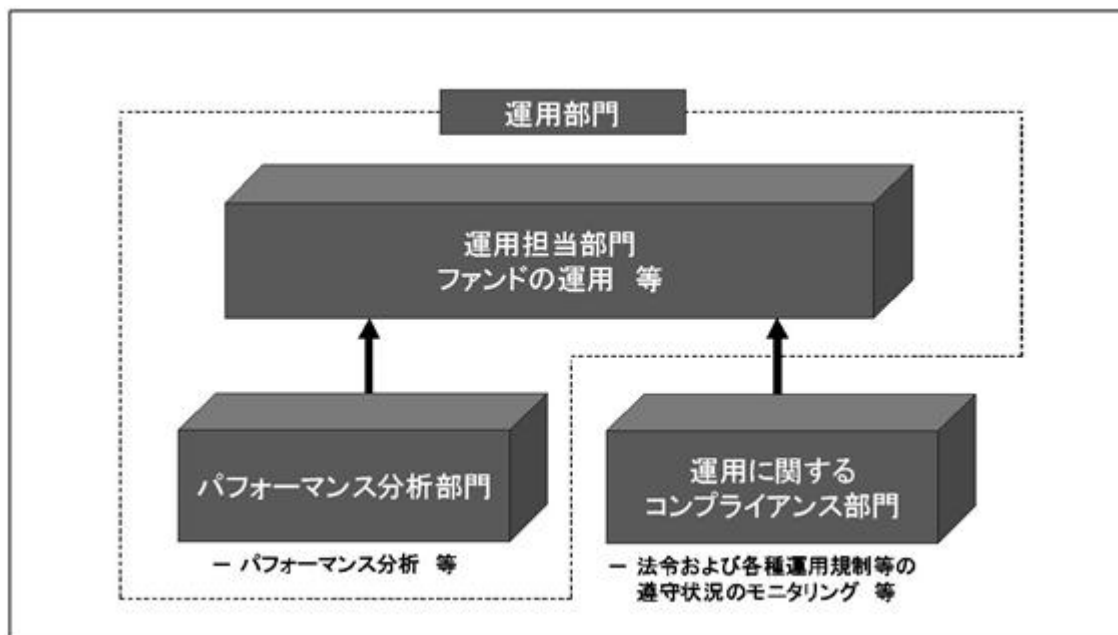 運用部門
運用担当部門
ファンドの運用 等
パフォーマンス分析部門
－ パフォーマンス分析 等
運用に関する
コンプライアンス部門
－ 法令および各種運用規制等の
遵守状況のモニタリング 等